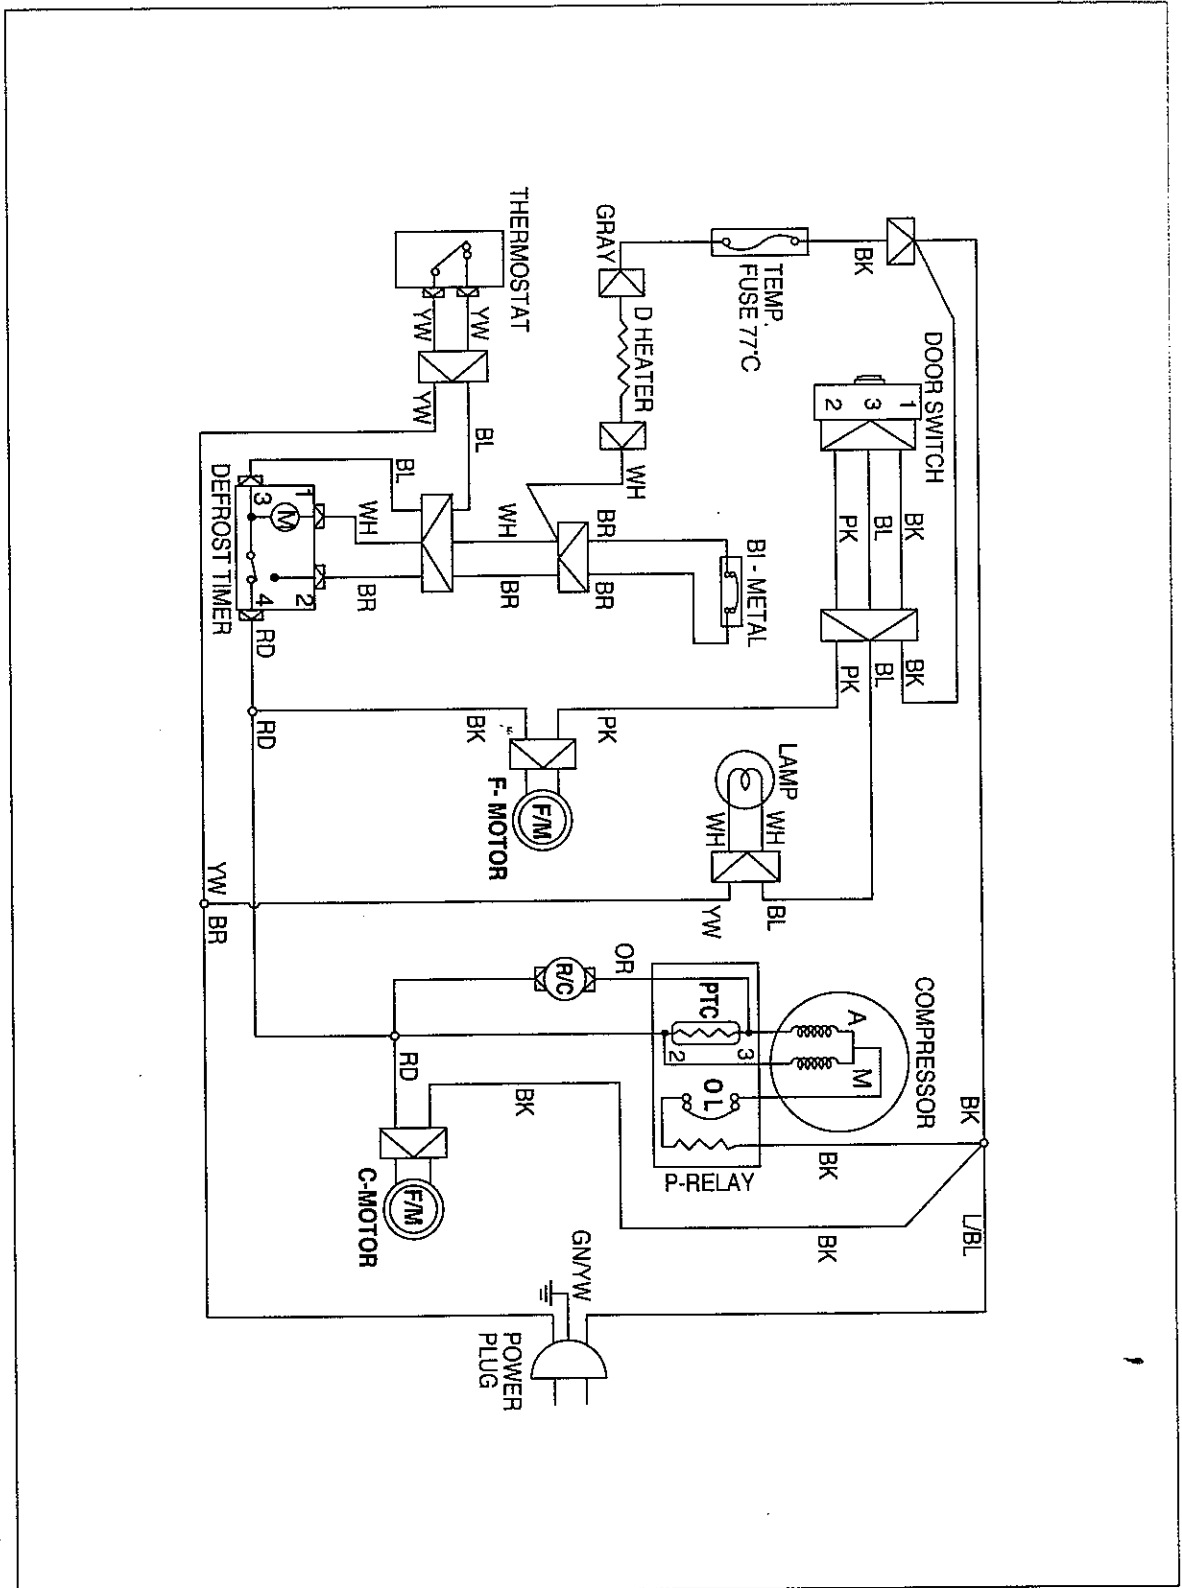 BK
L/BL
DOOR SWITCH
COMPRESSOR
BK
BK
1
BL
BL
3
BK
A
M
PK
PK
2
BK
BK
LAMP
TEMP.
FUSE 77°C
WH
BL
BI - METAL
3
WH
YW
PTC
O L
P-RELAY
2
D HEATER
WH
OR
GRAY
BR
PK
BR
GN/YW
R/C
F/M
THERMOSTAT
BK
POWER
PLUG
WH
BR
F- MOTOR
BL
YW
BK
YW
YW
F/M
RD
BL
WH
BR
C-MOTOR
1
2
M
3
4
RD
RD
DEFROST TIMER
YW
BR